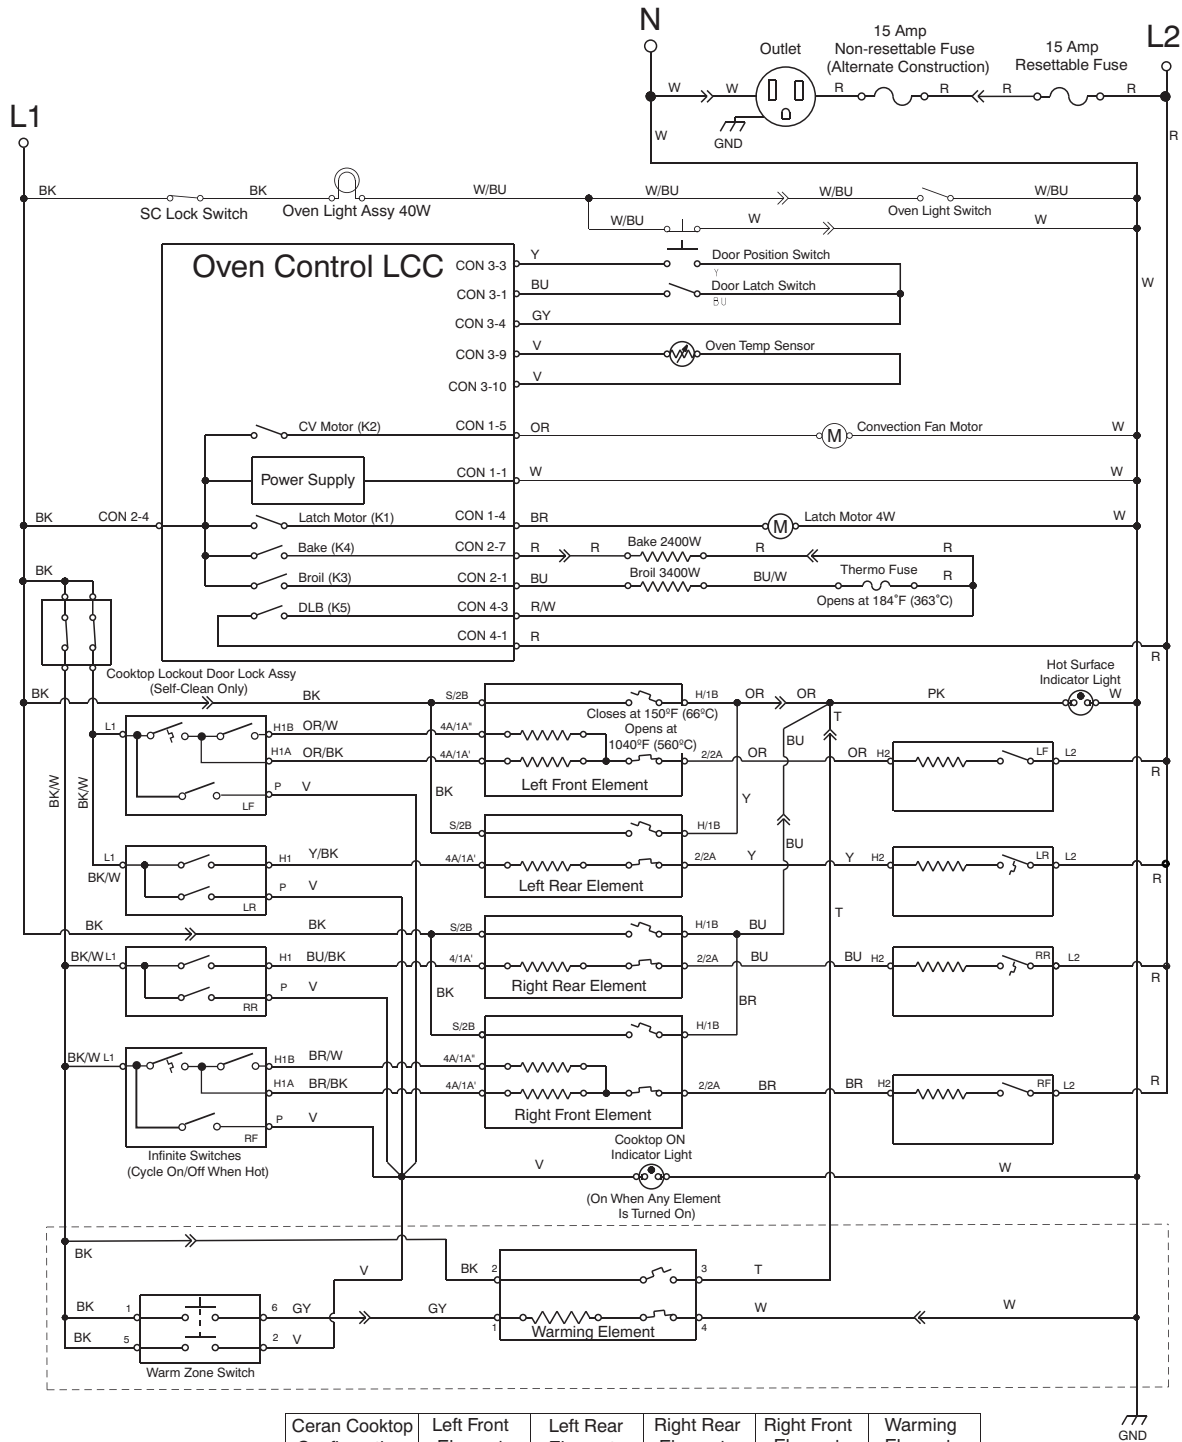 N
L2
L1
Outlet
15 Amp
Non-resettable Fuse
(Alternate Construction)
15 Amp
Resettable Fuse
W
W
R
R
R
R
GND
W
R
BK
SC Lock Switch
BK
Oven Light Assy 40W
W/BU
W/BU
W/BU
Oven Light Switch
W/BU
W/BU
W
W
Oven Control LCC
CON 3-3
Y
Door Position Switch
Y
CON 3-1
BU
Door Latch Switch
BU
W
CON 3-4
GY
CON 3-9
V
Oven Temp Sensor
CON 3-10
V
CV Motor (K2)
CON 1-5
OR
M
Convection Fan Motor
W
Power Supply
CON 1-1
W
W
BK
CON 2-4
Latch Motor (K1)
CON 1-4
BR
M
Latch Motor 4W
W
Bake (K4)
CON 2-7
R
R
Bake 2400W
R
R
BK
Broil (K3)
CON 2-1
BU
Broil 3400W
BU/W
Thermo Fuse
R
Opens at 184˚F (363˚C)
DLB (K5)
CON 4-3
R/W
CON 4-1
R
R
Cooktop Lockout Door Lock Assy
(Self-Clean Only)
Hot Surface
Indicator Light
BK
BK
S/2B
H/1B
OR
OR
PK
W
Closes at 150ºF (66ºC)
Opens at
1040ºF (560ºC)
T
L1
H1B
OR/W
4A/1A"
BU
H1A
OR/BK
4A/1A'
2/2A
OR
OR
H2
LF
L2
R
Left Front Element
BK/W
BK/W
P
V
LF
BK
Y
S/2B
H/1B
BU
L1
H1
Y/BK
4A/1A'
2/2A
Y
Y
H2
LR
L2
BK/W
Left Rear Element
R
P
V
LR
T
BK
BK
S/2B
H/1B
BU
BK/W
L1
H1
BU/BK
4/1A'
2/2A
BU
BU
H2
RR
L2
R
Right Rear Element
P
V
RR
BK
BR
S/2B
H/1B
BK/W
L1
H1B
BR/W
4A/1A"
H1A
BR/BK
4A/1A'
2/2A
BR
BR
H2
RF
L2
R
Right Front Element
P
V
RF
Infinite Switches
(Cycle On/Off When Hot)
Cooktop ON
Indicator Light
V
W
(On When Any Element
Is Turned On)
BK
V
BK
2
3
T
BK
1
6
GY
GY
1
Warming Element
4
W
W
BK
5
2
V
Warm Zone Switch
GND
Ceran Cooktop
Left Front
Left Rear
Right Rear
Right Front
Warming